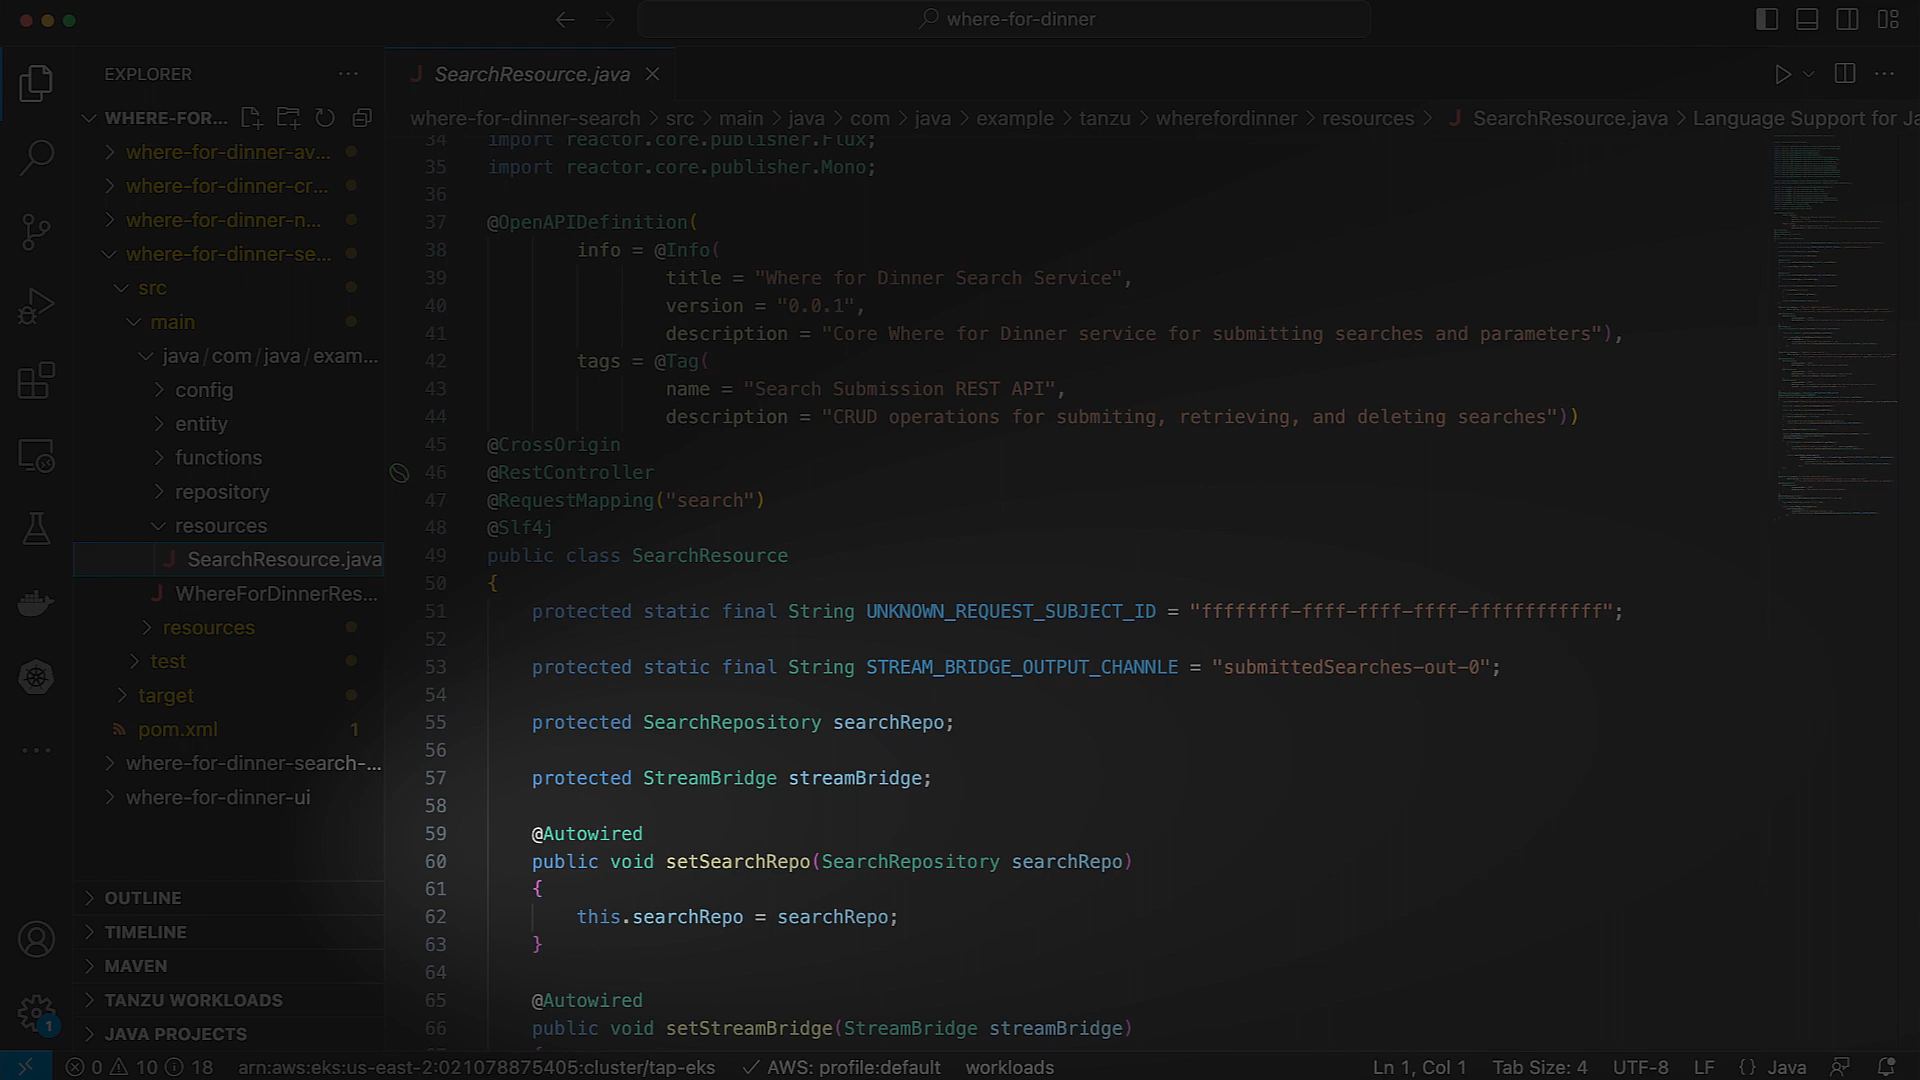 where-for-dinner
EXPLORER
WHERE-FOR...
where-for-dinner-av...
where-for-dinner-cr...
where-for-dinner-n...
where-for-dinner-se...
src
main
java/com/java/exam...
config
entity
functions
repository
resources
SearchResource.java
WhereForDinnerRes...
resources
test
target
pom.xml 1
where-for-dinner-search-...
where-for-dinner-ui
OUTLINE
TIMELINE
MAVEN
TANZU WORKLOADS
JAVA PROJECTS
1
SearchResource.java
where-for-dinner-search > src > main > java > com > java > example > tanzu > wherefordinner > resources > SearchResource.java > Language Support for Ja
34 import reactor.core.publisher.Flux;
35 import reactor.core.publisher.Mono;
36
37 @OpenAPIDefinition(
38 info = @Info(
39 title = "Where for Dinner Search Service",
40 version = "0.0.1",
41 description = "Core Where for Dinner service for submitting searches and parameters"),
42 tags = @Tag(
43 name = "Search Submission REST API",
44 description = "CRUD operations for submiting, retrieving, and deleting searches"))
45 @CrossOrigin
46 @RestController
47 @RequestMapping("search")
48 @Slf4j
49 public class SearchResource
50 {
51 protected static final String UNKNOWN_REQUEST_SUBJECT_ID = "ffffffff-ffff-ffff-ffff-ffffffffffff";
52
53 protected static final String STREAM_BRIDGE_OUTPUT_CHANNLE = "submittedSearches-out-0";
54
55 protected SearchRepository searchRepo;
56
57 protected StreamBridge streamBridge;
58
59 @Autowired
60 public void setSearchRepo(SearchRepository searchRepo)
61 {
62 this.searchRepo = searchRepo;
63 }
64
65 @Autowired
66 public void setStreamBridge(StreamBridge streamBridge)
0 10 18 arn:aws:eks:us-east-2:021078875405:cluster/tap-eks AWS: profile:default workloads Ln 1, Col 1 Tab Size: 4 UTF-8 LF {} Java